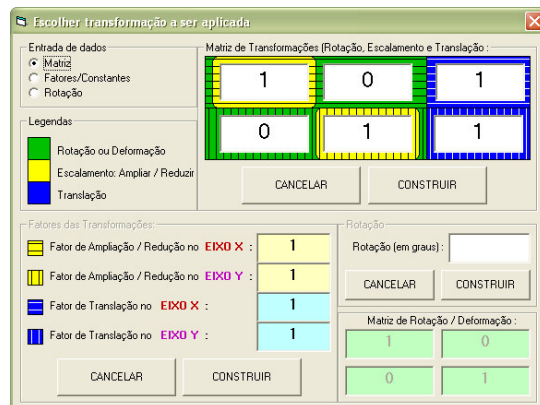 Escolher transformação a ser aplicada
Entrada de dados
Matriz
Fatores/Constantes
Rotação
Matriz de Transformações (Rotação, Escalamento e Translação :
1 0 1
0 1 1
Legendas
Rotação ou Deformação
Escalamento: Ampliar / Reduzir
Translação
CANCELAR CONSTRUIR
Fatores das Transformações:
Fator de Ampliação / Redução no EIXO X : 1
Fator de Ampliação / Redução no EIXO Y : 1
Fator de Translação no EIXO X : 1
Fator de Translação no EIXO Y : 1
CANCELAR CONSTRUIR
Rotação
Rotação (em graus) :
CANCELAR CONSTRUIR
Matriz de Rotação / Deformação :
1 0
0 1